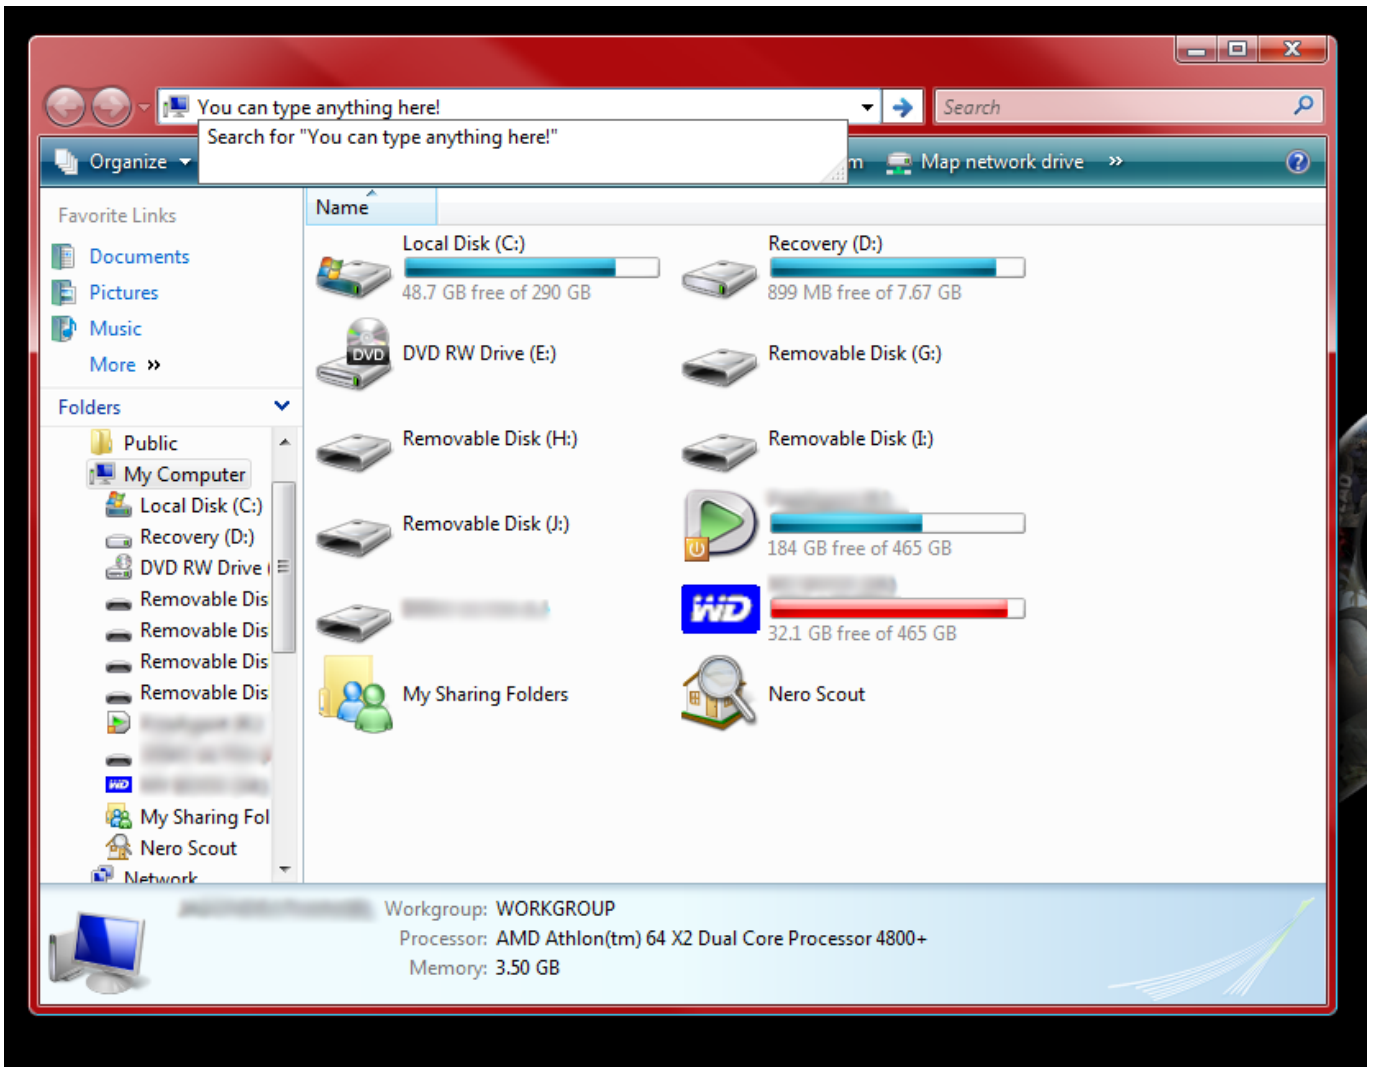 You can type anything here!
Search
Search for "You can type anything here!"
Organize
m
Map network drive
Favorite Links
Documents
Pictures
Music
More
Folders
Public
My Computer
Local Disk (C:)
Recovery (D:)
DVD RW Drive (
Removable Dis
Removable Dis
Removable Dis
Removable Dis
WD
My Sharing Fol
Nero Scout
Network
Name
Local Disk (C:)
48.7 GB free of 290 GB
Recovery (D:)
899 MB free of 7.67 GB
DVD
DVD RW Drive (E:)
Removable Disk (G:)
Removable Disk (H:)
Removable Disk (I:)
Removable Disk (J:)
184 GB free of 465 GB
WD
32.1 GB free of 465 GB
My Sharing Folders
Nero Scout
Workgroup: WORKGROUP
Processor: AMD Athlon(tm) 64 X2 Dual Core Processor 4800+
Memory: 3.50 GB